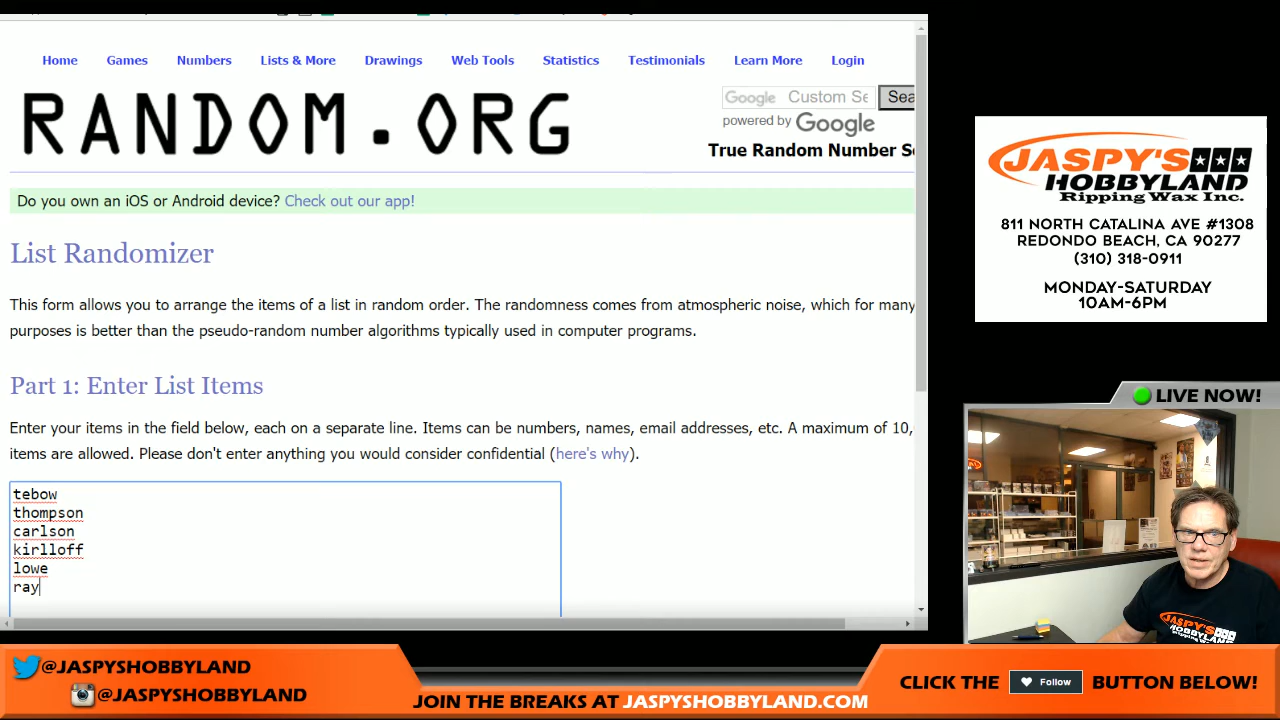 Home Games Numbers Lists & More Drawings Web Tools Statistics Testimonials Learn More Login
RANDOM.ORG
Google Custom Se Sea
powered by Google
True Random Number S
Do you own an iOS or Android device? Check out our app!
List Randomizer
This form allows you to arrange the items of a list in random order. The randomness comes from atmospheric noise, which for many
purposes is better than the pseudo-random number algorithms typically used in computer programs.
Part 1: Enter List Items
Enter your items in the field below, each on a separate line. Items can be numbers, names, email addresses, etc. A maximum of 10,
items are allowed. Please don't enter anything you would consider confidential (here's why).
tebow
thompson
carlson
kirlloff
lowe
ray
JASPY'S
HOBBYLAND
Ripping Wax Inc.
811 NORTH CATALINA AVE #1308
REDONDO BEACH, CA 90277
(310) 318-0911
MONDAY-SATURDAY
10AM-6PM
LIVE NOW!
JASPY'S
HOBBYLAND
@JASPYSHOBBYLAND
@JASPYSHOBBYLAND
JOIN THE BREAKS AT JASPYSHOBBYLAND.COM
CLICK THE Follow BUTTON BELOW!